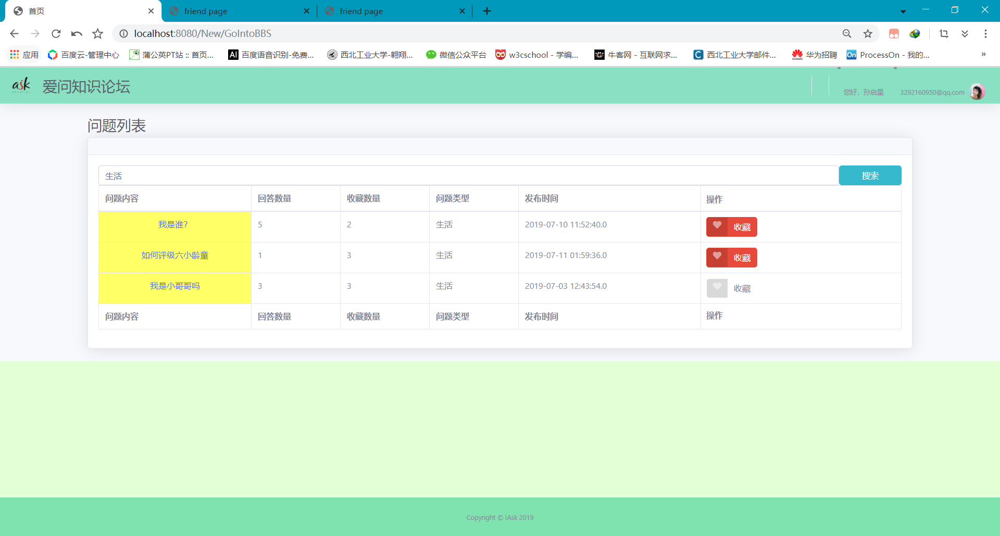 首页
friend page
friend page
localhost:8080/New/GoIntoBBS
应用
百度云-管理中心
蒲公英PT站 :: 首页...
AI
百度语音识别-免费...
西北工业大学-翱翔...
微信公众平台
w3cschool - 学编...
牛客网 - 互联网求...
C
西北工业大学邮件...
华为招聘
On
ProcessOn - 我的...
»
ask 爱问知识论坛
您好，孙启星
3292160950@qq.com
问题列表
生活
搜索
问题内容 回答数量 收藏数量 问题类型 发布时间 操作
我是谁? 5 2 生活 2019-07-10 11:52:40.0 收藏
如何评级六小龄童 1 3 生活 2019-07-11 01:59:36.0 收藏
我是小哥哥吗 3 3 生活 2019-07-03 12:43:54.0 收藏
问题内容 回答数量 收藏数量 问题类型 发布时间 操作
Copyright © IAsk 2019